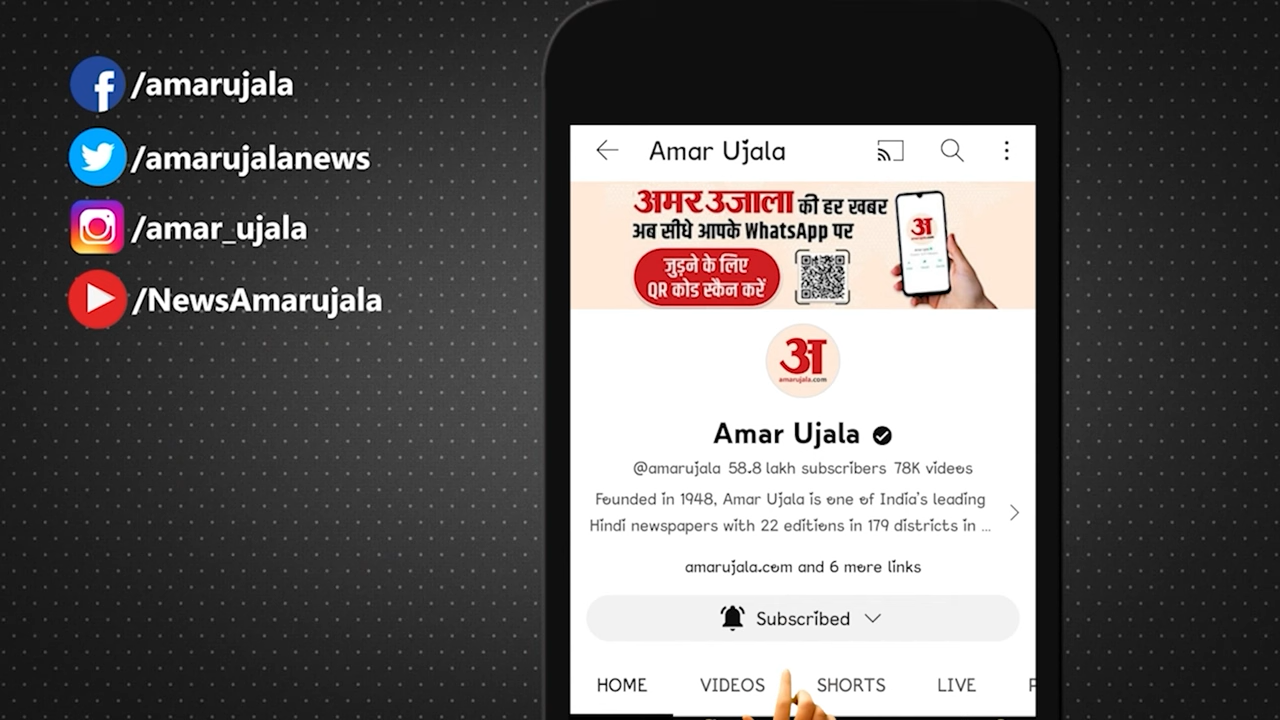 /amarujala
/amarujalanews
/amar_ujala
/NewsAmarujala
Amar Ujala
अमर उजाला की हर खबर
अब सीधे आपके WhatsApp पर
जुड़ने के लिए
QR कोड स्कैन करें
अ
अ
amarujala.com
Amar Ujala
@amarujala 58.8 lakh subscribers 78K videos
Founded in 1948, Amar Ujala is one of India's leading
Hindi newspapers with 22 editions in 179 districts in ...
amarujala.com and 6 more links
Subscribed
HOME VIDEOS SHORTS LIVE